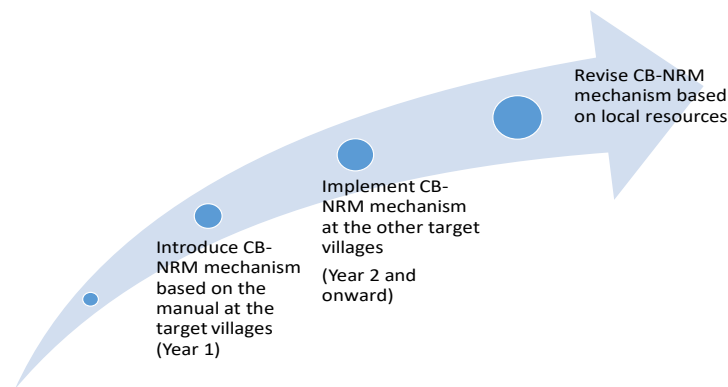 Introduce CB-
NRM mechanism
based on the
manual at the
target villages
(Year 1)
Implement CB-
NRM mechanism
at the other target
villages
(Year 2 and
onward)
Revise CB-NRM
mechanism based
on local resources